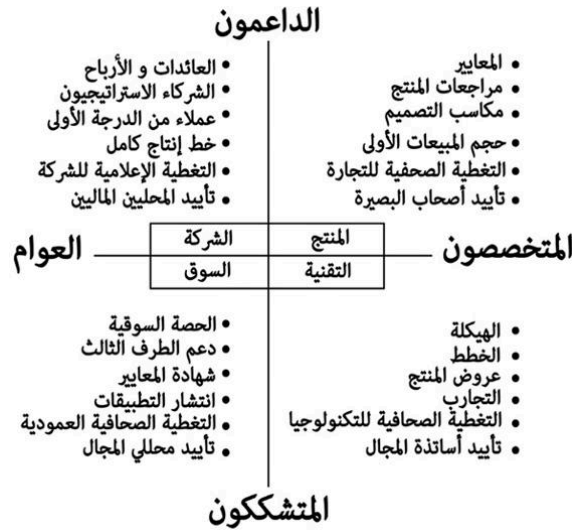 الداعمون
• المعايير
• مراجعات المنتج
• مكاسب التصميم
• حجم المبيعات الأولى
• التغطية الصحفية للتجارة
• تأييد أصحاب البصيرة
• العائدات و الأرباح
• الشركاء الاستراتيجيون
• عملاء من الدرجة الأولى
• خط إنتاج كامل
• التغطية الإعلامية للشركة
• تأييد المحليين الماليين
المتخصصون
المنتج
الشركة
التقنية
السوق
العوام
• الهيكلة
• الخطط
• عروض المنتج
• التجارب
• التغطية الصحافية للتكنولوجيا
• تأييد أساتذة المجال
• الحصة السوقية
• دعم الطرف الثالث
• شهادة المعايير
• انتشار التطبيقات
• التغطية الصحافية العمودية
• تأييد محللي المجال
المتشككون